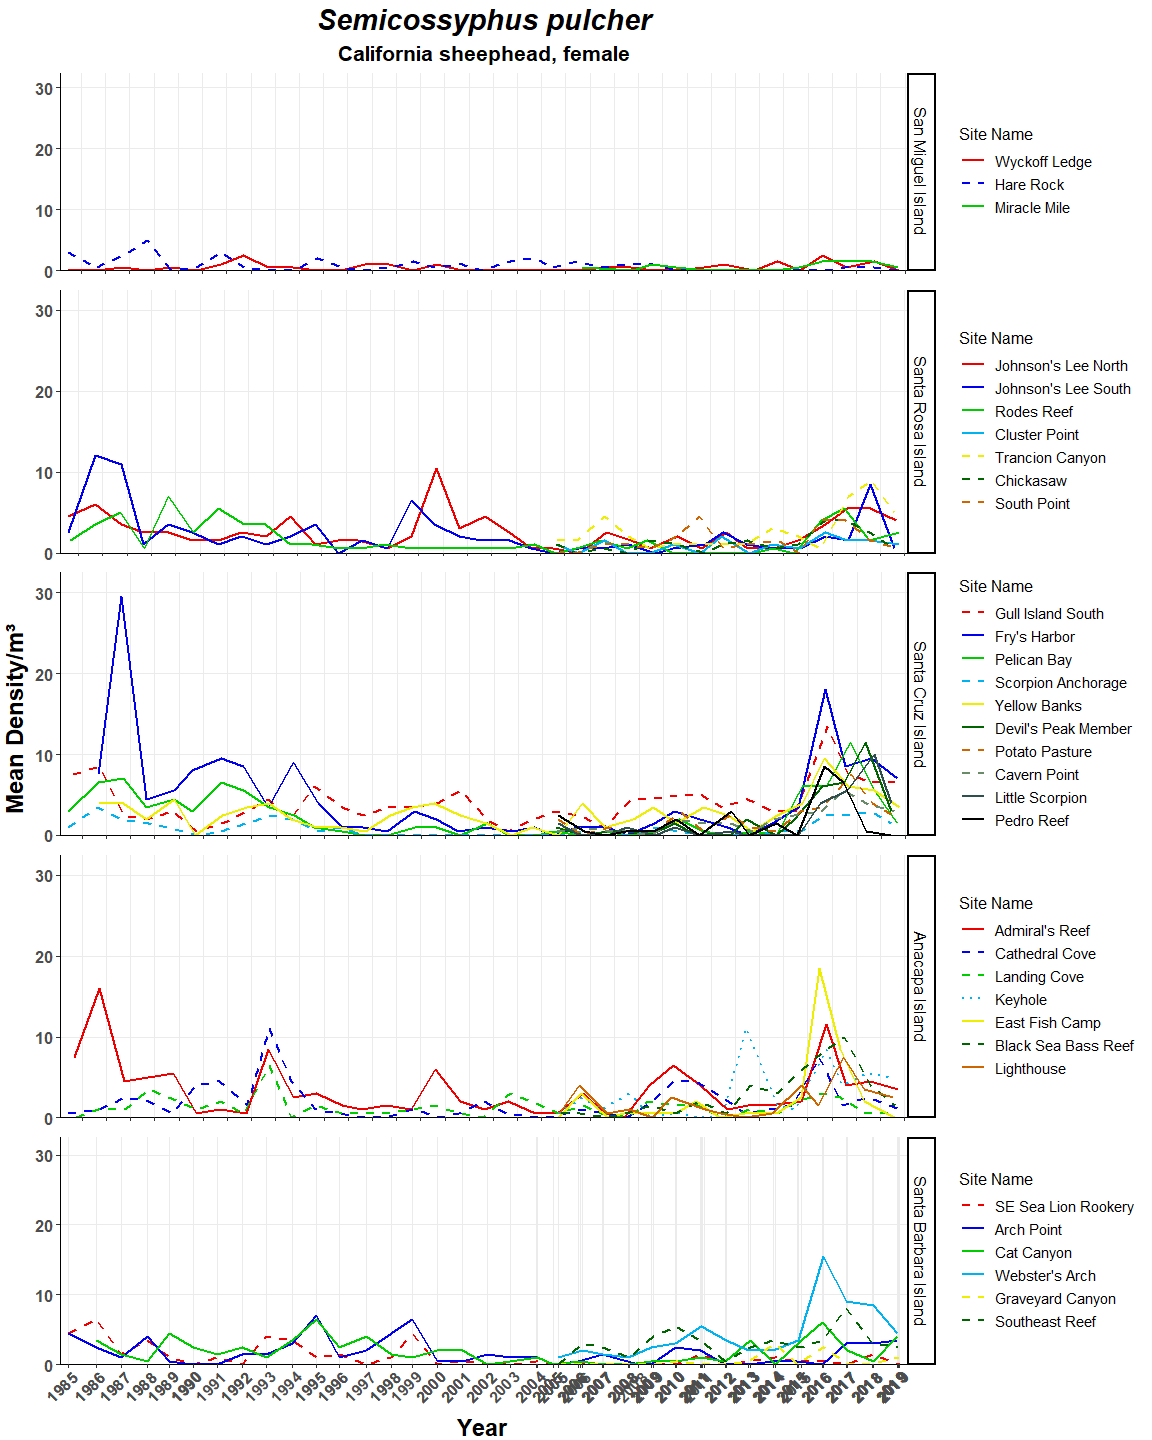 Semicossyphus pulcher
California sheephead, female
Mean Density/m³
30
20
10
0
San Miguel Island
Site Name
Wyckoff Ledge
Hare Rock
Miracle Mile
30
20
10
0
Santa Rosa Island
Site Name
Johnson's Lee North
Johnson's Lee South
Rodes Reef
Cluster Point
Trancion Canyon
Chickasaw
South Point
30
20
10
0
Santa Cruz Island
Site Name
Gull Island South
Fry's Harbor
Pelican Bay
Scorpion Anchorage
Yellow Banks
Devil's Peak Member
Potato Pasture
Cavern Point
Little Scorpion
Pedro Reef
30
20
10
0
Anacapa Island
Site Name
Admiral's Reef
Cathedral Cove
Landing Cove
Keyhole
East Fish Camp
Black Sea Bass Reef
Lighthouse
30
20
10
0
Santa Barbara Island
Site Name
SE Sea Lion Rookery
Arch Point
Cat Canyon
Webster's Arch
Graveyard Canyon
Southeast Reef
1985
1986
1987
1988
1989
1990
1991
1992
1993
1994
1995
1996
1997
1998
1999
2000
2001
2002
2003
2004
2005
2006
2007
2008
2009
2010
2011
2012
2013
2014
2015
2016
2017
2018
2019
Year